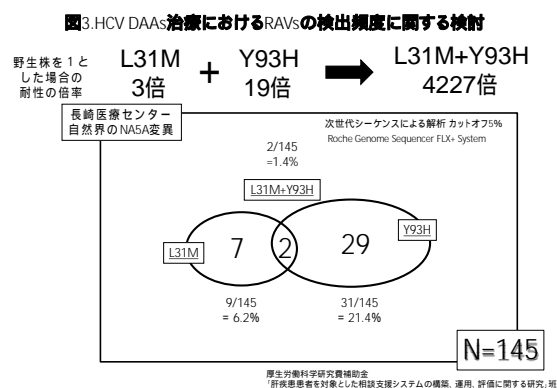 図3.HCV DAAs治療におけるRAVsの検出頻度に関する検討
野生株を1と
した場合の
耐性の倍率
L31M
3倍
+
Y93H
19倍
L31M+Y93H
4227倍
長崎医療センター
自然界のNA5A変異
次世代シーケンスによる解析 カットオフ5%
Roche Genome Sequencer FLX+ System
2/145
=1.4%
L31M+Y93H
L31M
7
2
29
Y93H
9/145
= 6.2%
31/145
= 21.4%
N=145
厚生労働科学研究費補助金
「肝疾患患者を対象とした相談支援システムの構築、運用、評価に関する研究」班